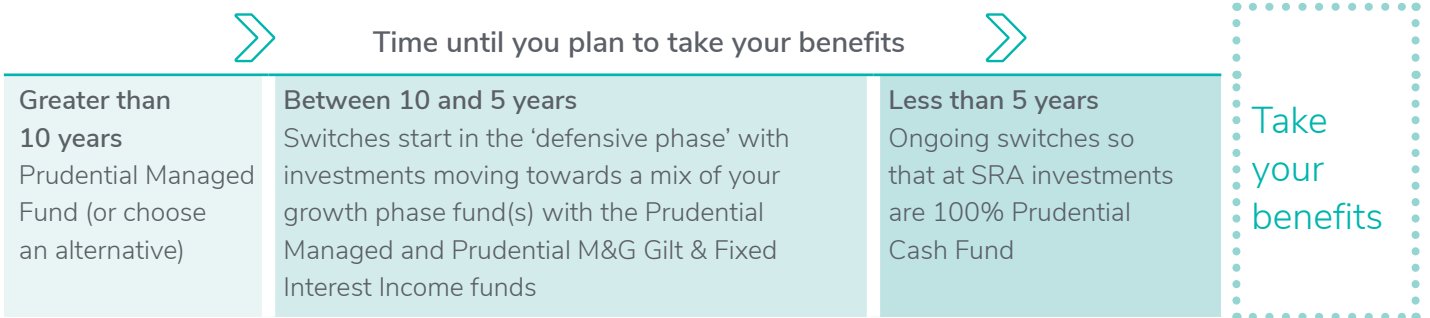 Time until you plan to take your benefits
Greater than
10 years
Prudential Managed
Fund (or choose
an alternative)
Between 10 and 5 years
Switches start in the ‘defensive phase’ with
investments moving towards a mix of your
growth phase fund(s) with the Prudential
Managed and Prudential M&G Gilt & Fixed
Interest Income funds
Less than 5 years
Ongoing switches so
that at SRA investments
are 100% Prudential
Cash Fund
Take
your
benefits